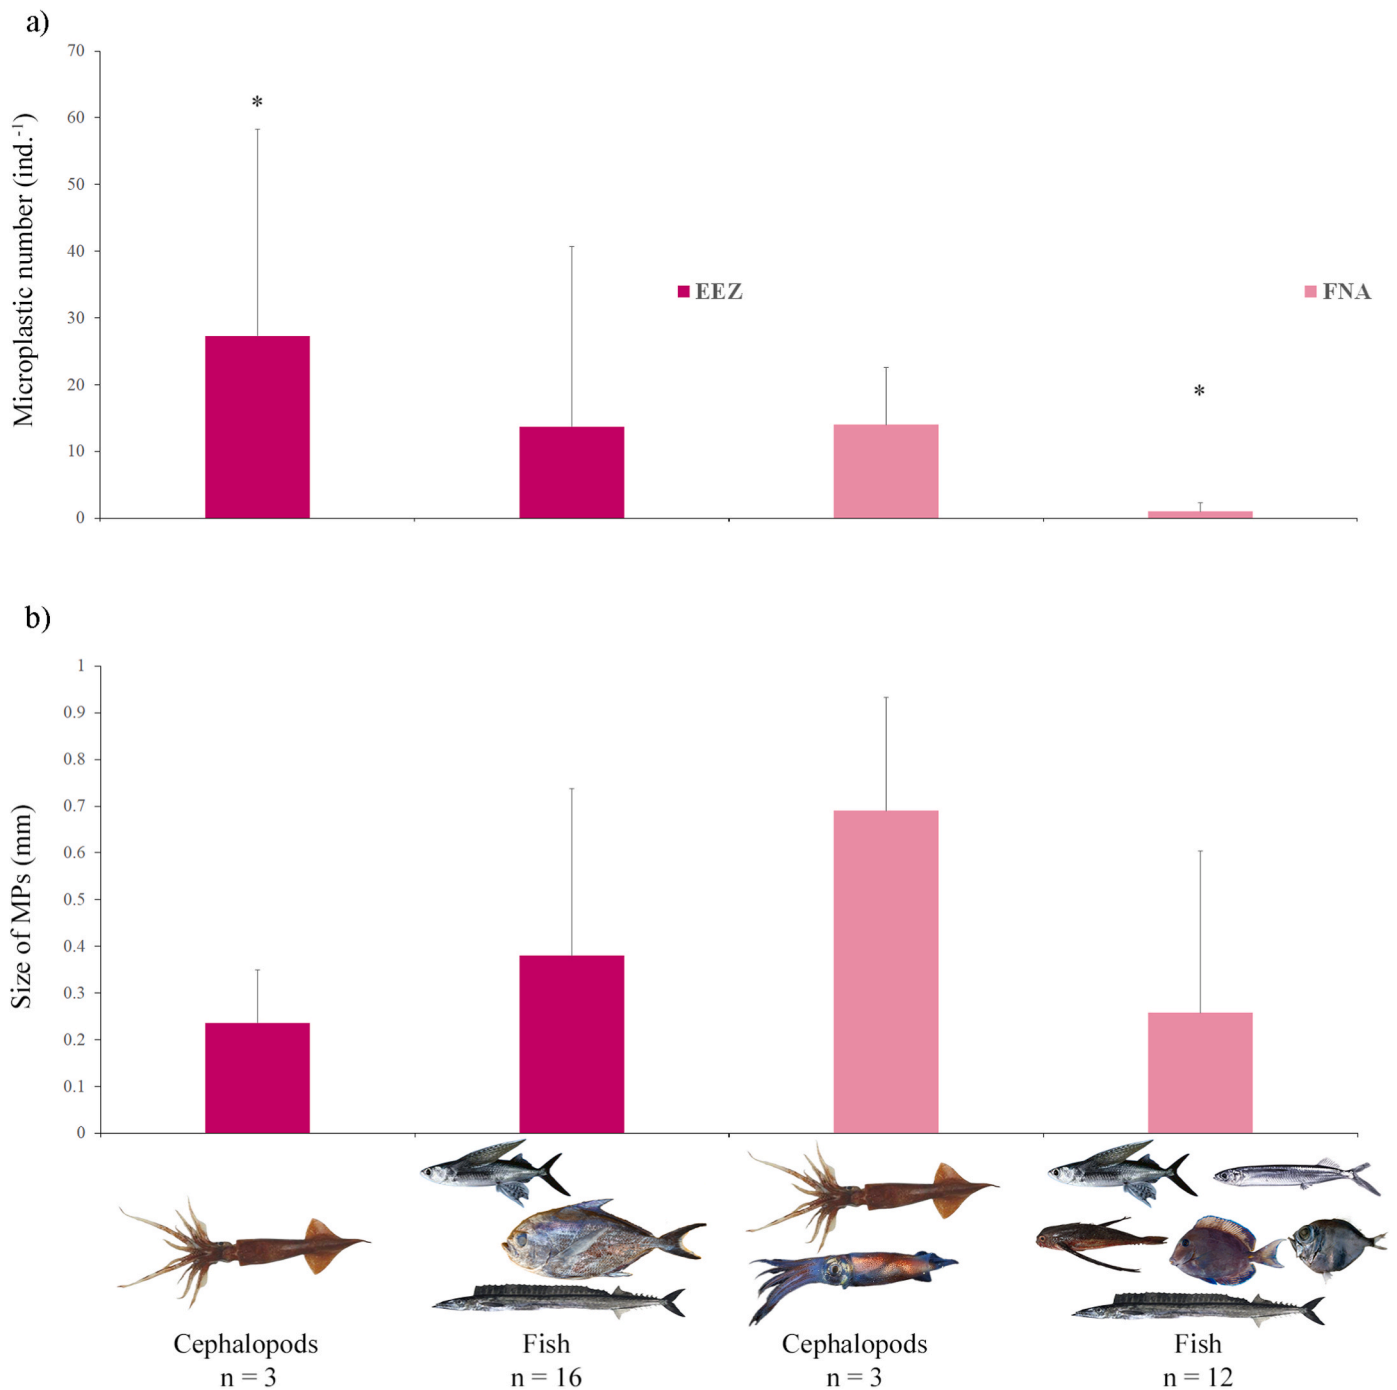 a)
Microplastic number (ind.⁻¹)
70
60
50
40
30
20
10
0
*
*
EEZ
FNA
b)
Size of MPs (mm)
1
0.9
0.8
0.7
0.6
0.5
0.4
0.3
0.2
0.1
0
Cephalopods
n = 3
Fish
n = 16
Cephalopods
n = 3
Fish
n = 12